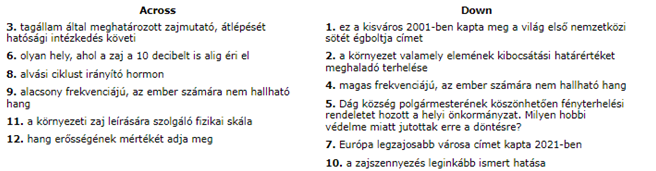 Across
3. tagállam által meghatározott zajmutató, átlépését
hatósági intézkedés követi
6. olyan hely, ahol a zaj a 10 decibelt is alig éri el
8. alvási ciklust irányító hormon
9. alacsony frekvenciájú, az ember számára nem hallható
hang
11. a környezeti zaj leírására szolgáló fizikai skála
12. hang erősségének mértékét adja meg
Down
1. ez a kisváros 2001-ben kapta meg a világ első nemzetközi
sötét égboltja címet
2. a környezet valamely elemének kibocsátási határértéket
meghaladó terhelése
4. magas frekvenciájú, az ember számára nem hallható hang
5. Dág község polgármesterének köszönhetően fényterhelési
rendeletet hozott a helyi önkormányzat. Milyen hobbi
védelme miatt jutottak erre a döntésre?
7. Európa legzajosabb városa címet kapta 2021-ben
10. a zajszennyezés leginkább ismert hatása